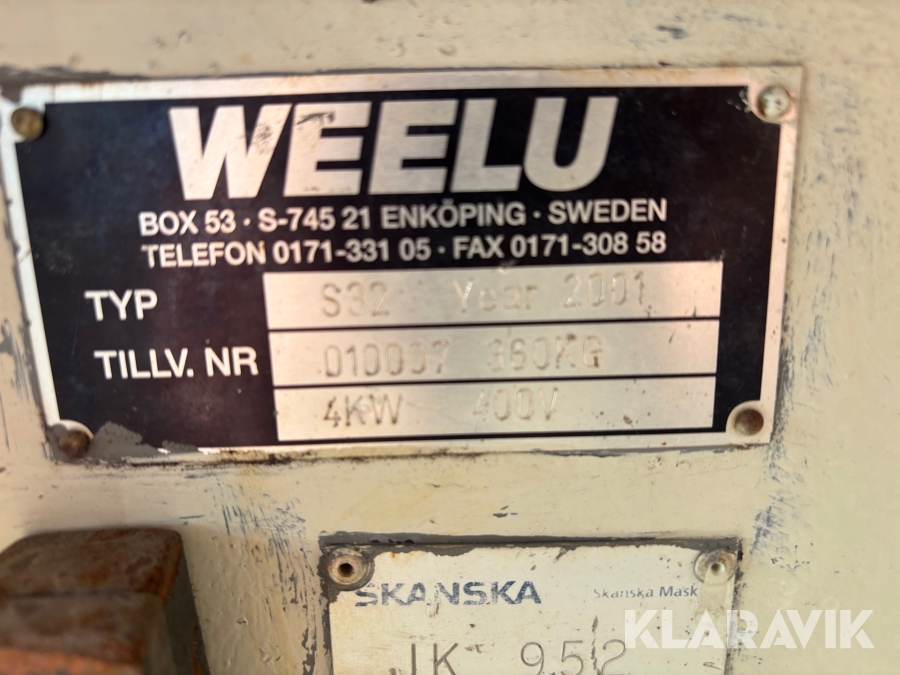 WEELU
BOX 53 · S-745 21 ENKÖPING · SWEDEN
TELEFON 0171-331 05 · FAX 0171-308 58
TYP S32 Year 2001
TILLV. NR 010007 360KG
4KW 400V
SKANSKA Skanska Mask
JK 952
KLARAVIK